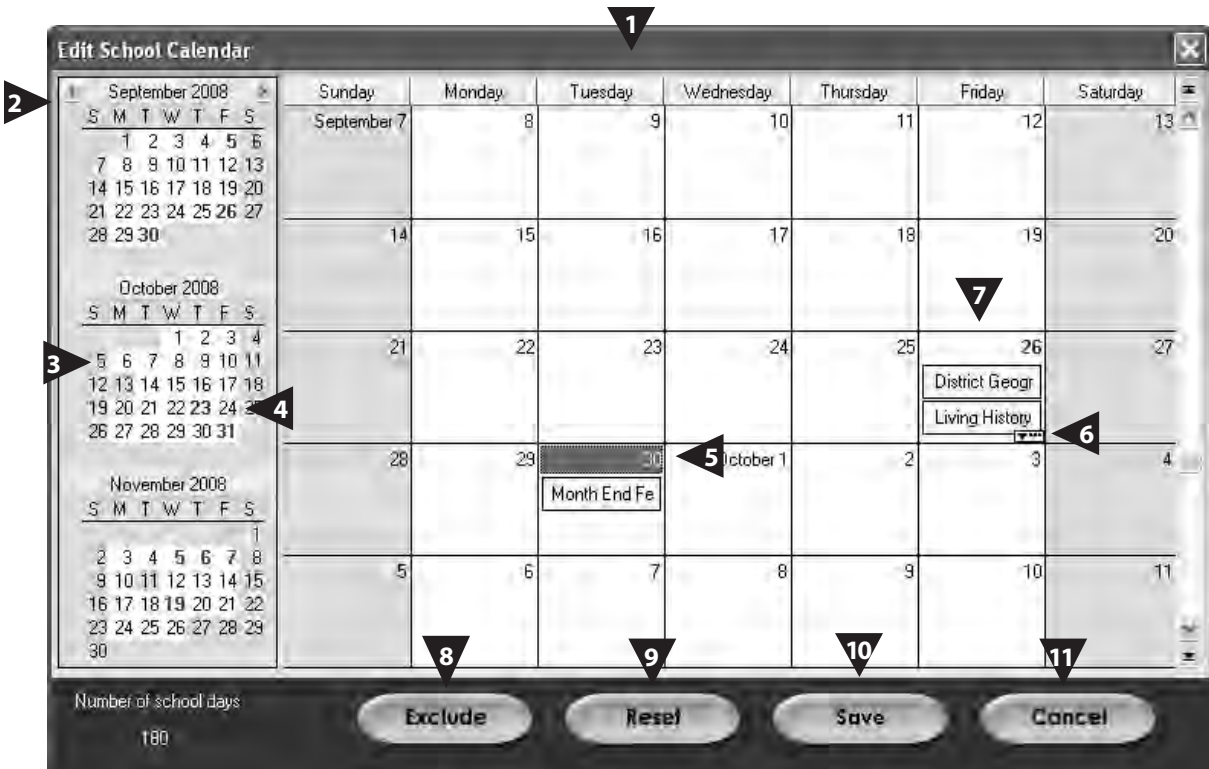 1
Edit School Calendar
2
September 2008
S M T W T F S
1 2 3 4 5 6
7 8 9 10 11 12 13
14 15 16 17 18 19 20
21 22 23 24 25 26 27
28 29 30
October 2008
S M T W T F S
1 2 3 4
3
5 6 7 8 9 10 11
12 13 14 15 16 17 18
19 20 21 22 23 24
4
26 27 28 29 30 31
November 2008
S M T W T F S
1
2 3 4 5 6 7 8
9 10 11 12 13 14 15
16 17 18 19 20 21 22
23 24 25 26 27 28 29
30
Sunday Monday Tuesday Wednesday Thursday Friday Saturday
September 7 8 9 10 11 12 13
14 15 16 17 18 19 20
7
21 22 23 24 25 26 27
District Geogr
Living History
6
28 29 30 5 October 1 2 3 4
Month End Fe
5 6 7 8 9 10 11
8 9 10 11
Number of school days
180
Exclude Reset Save Cancel